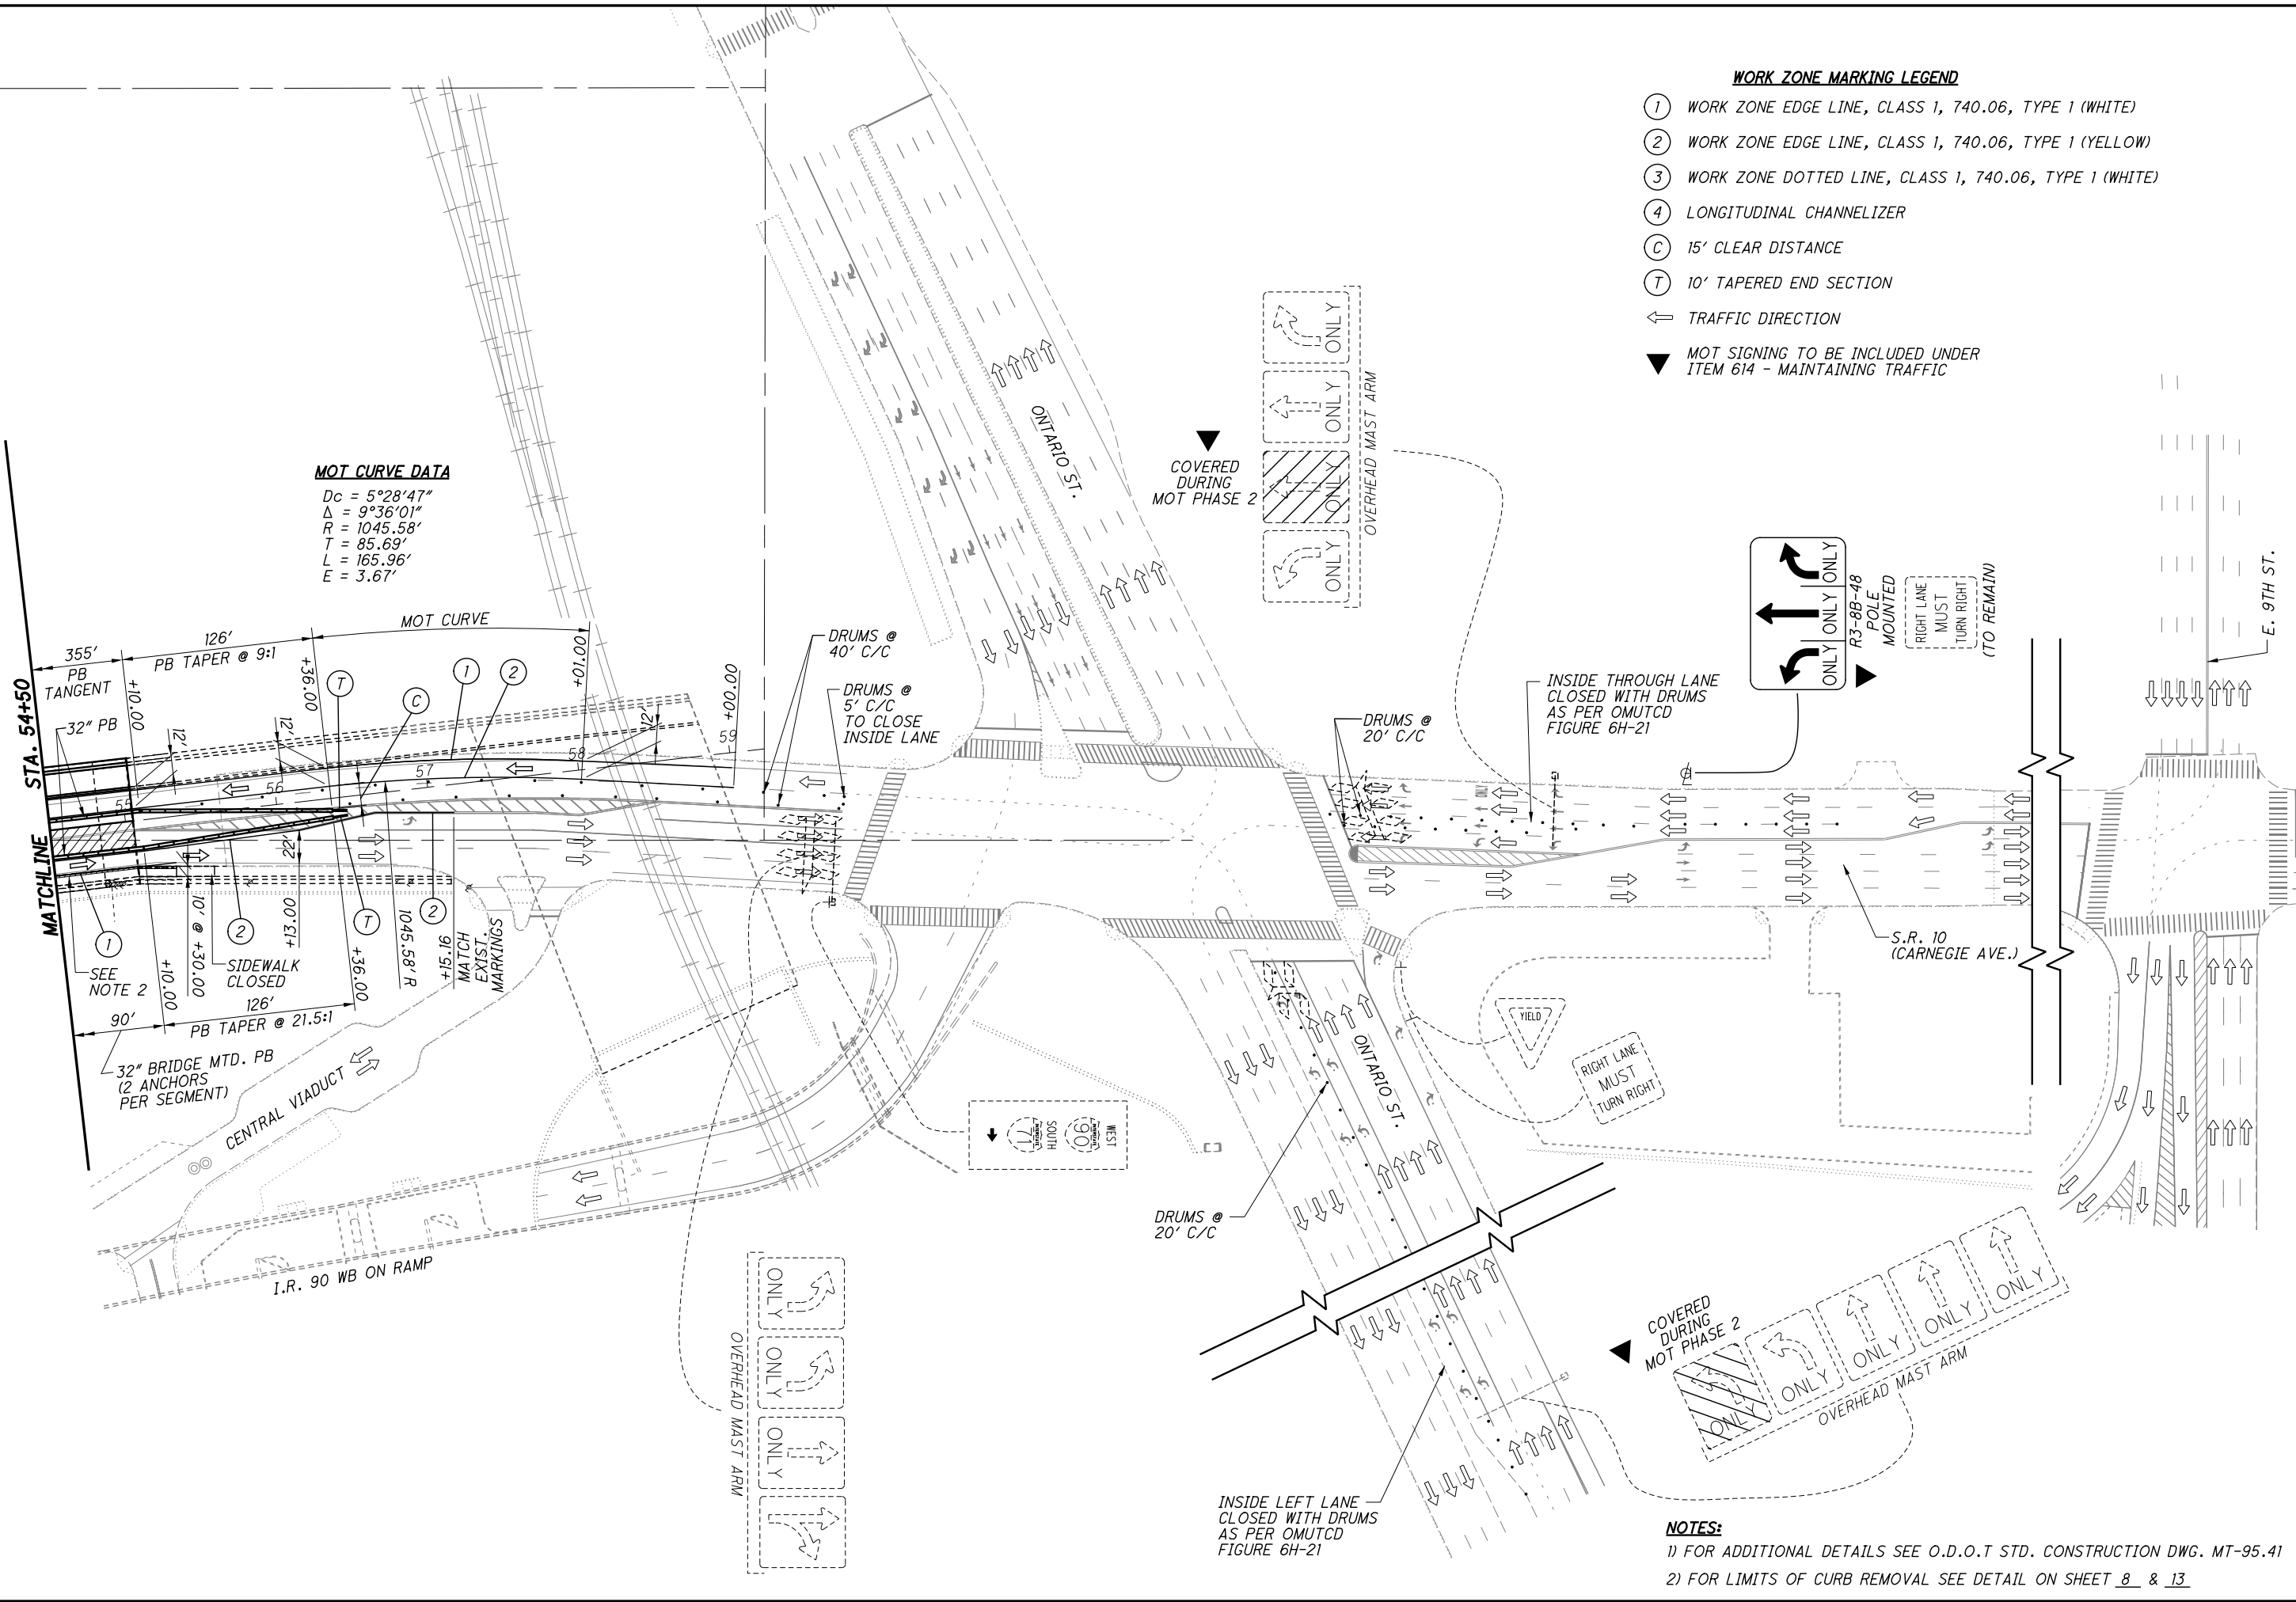 WORK ZONE MARKING LEGEND
1 WORK ZONE EDGE LINE, CLASS 1, 740.06, TYPE 1 (WHITE)
2 WORK ZONE EDGE LINE, CLASS 1, 740.06, TYPE 1 (YELLOW)
3 WORK ZONE DOTTED LINE, CLASS 1, 740.06, TYPE 1 (WHITE)
4 LONGITUDINAL CHANNELIZER
C 15' CLEAR DISTANCE
T 10' TAPERED END SECTION
TRAFFIC DIRECTION
MOT SIGNING TO BE INCLUDED UNDER
ITEM 614 - MAINTAINING TRAFFIC
MOT CURVE DATA
Dc = 5°28'47"
Δ = 9°36'01"
R = 1045.58'
T = 85.69'
L = 165.96'
E = 3.67'
MATCHLINE STA. 54+50
355'
PB
TANGENT
126'
PB TAPER @ 9:1
MOT CURVE
+10.00
+36.00
+10.00
+00.00
32" PB
12'
12'
12'
T
C
1
2
55
56
57
58
59
DRUMS @
40' C/C
DRUMS @
5' C/C
TO CLOSE
INSIDE LANE
1
SEE
NOTE 2
+10.00
10' @ +30.00
2
SIDEWALK
CLOSED
22'
+13.00
+36.00
T
1045.58' R
2
+15.16
MATCH
EXIST.
MARKINGS
90'
126'
PB TAPER @ 21.5:1
32" BRIDGE MTD. PB
(2 ANCHORS
PER SEGMENT)
CENTRAL VIADUCT
I.R. 90 WB ON RAMP
ONTARIO ST.
COVERED
DURING
MOT PHASE 2
ONLY
ONLY
ONLY
ONLY
OVERHEAD MAST ARM
DRUMS @
20' C/C
INSIDE THROUGH LANE
CLOSED WITH DRUMS
AS PER OMUTCD
FIGURE 6H-21
ONLY
ONLY
ONLY
R3-8B-48
POLE
MOUNTED
RIGHT LANE
MUST
TURN RIGHT
(TO REMAIN)
E. 9TH ST.
S.R. 10
(CARNEGIE AVE.)
YIELD
RIGHT LANE
MUST
TURN RIGHT
WEST
90
SOUTH
71
ONTARIO ST.
DRUMS @
20' C/C
OVERHEAD MAST ARM
ONLY
ONLY
ONLY
INSIDE LEFT LANE
CLOSED WITH DRUMS
AS PER OMUTCD
FIGURE 6H-21
COVERED
DURING
MOT PHASE 2
ONLY
ONLY
ONLY
ONLY
ONLY
OVERHEAD MAST ARM
NOTES:
1) FOR ADDITIONAL DETAILS SEE O.D.O.T STD. CONSTRUCTION DWG. MT-95.41
2) FOR LIMITS OF CURB REMOVAL SEE DETAIL ON SHEET 8 & 13